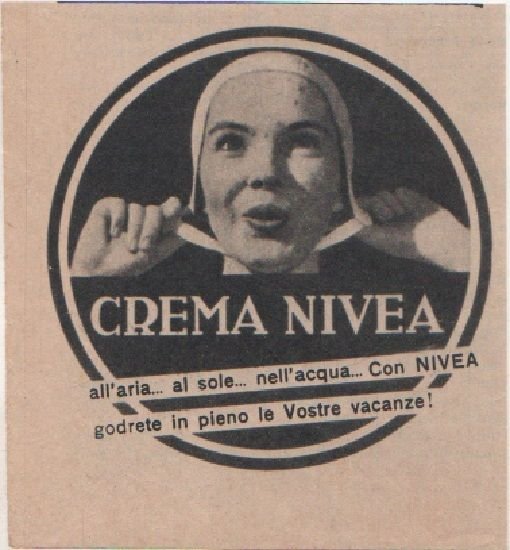 CREMA NIVEA
all'aria... al sole... nell'acqua... Con NIVEA
godrete in pieno le Vostre vacanze!